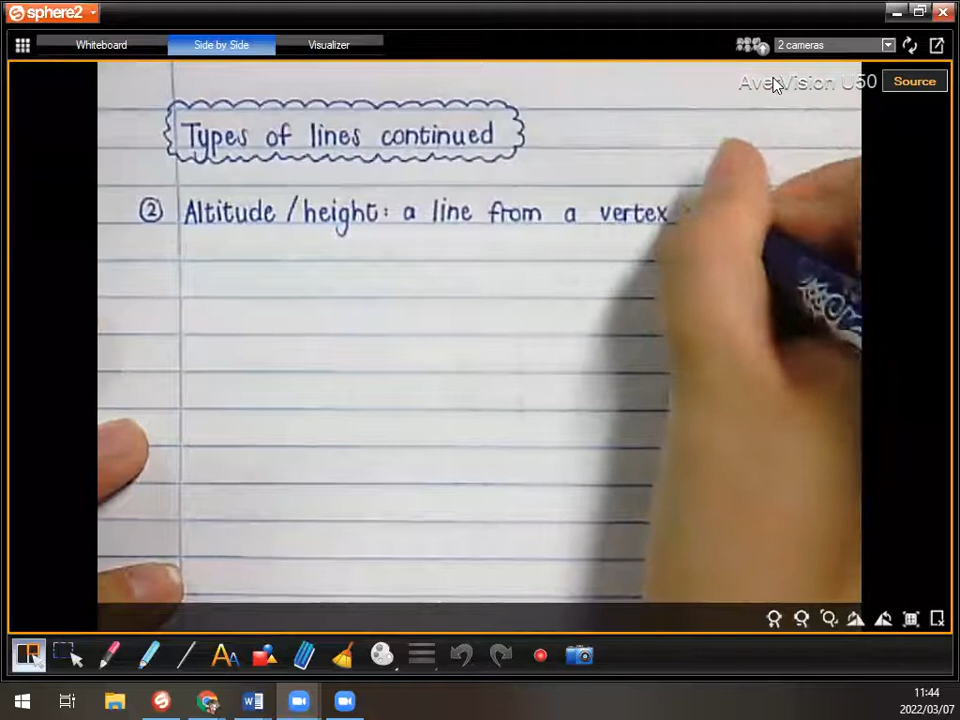 sphere2
Whiteboard
Side by Side
Visualizer
2 cameras
AverVision U50
Source
Types of lines continued
② Altitude / height: a line from a vertex
11:44
2022/03/07